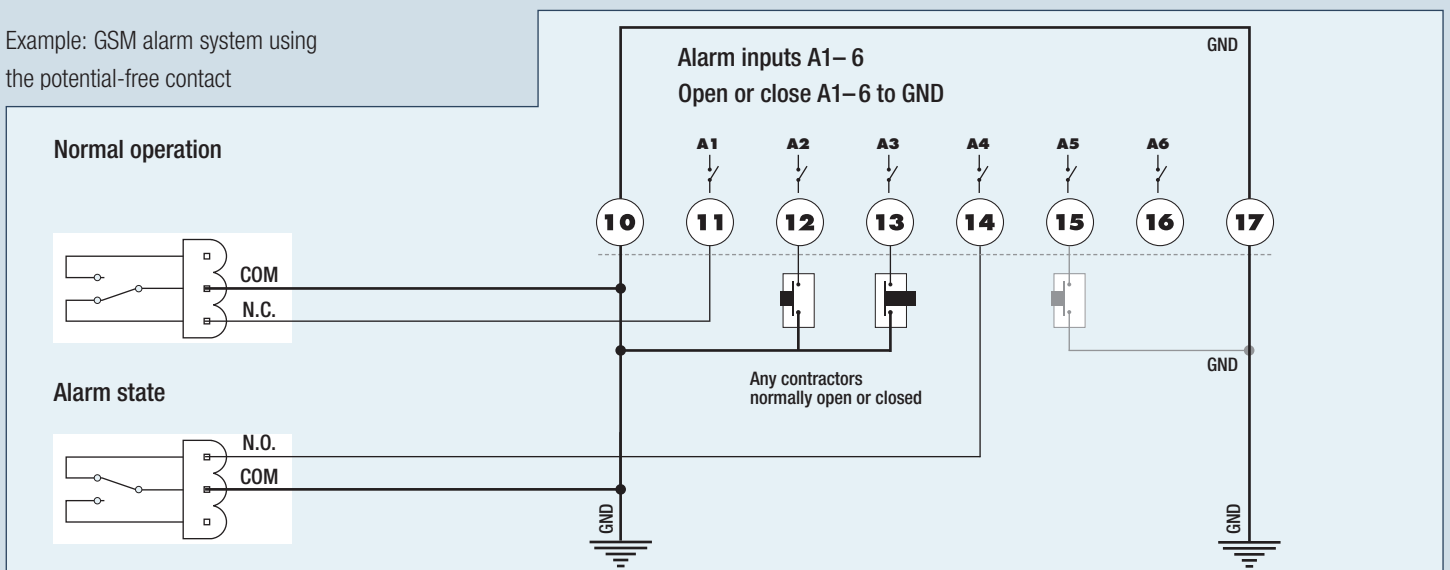 Example: GSM alarm system using
the potential-free contact
Alarm inputs A1– 6
Open or close A1–6 to GND
GND
Normal operation
A1 A2 A3 A4 A5 A6
10 11 12 13 14 15 16 17
COM
N.C.
GND
Any contractors
normally open or closed
Alarm state
N.O.
COM
GND
GND